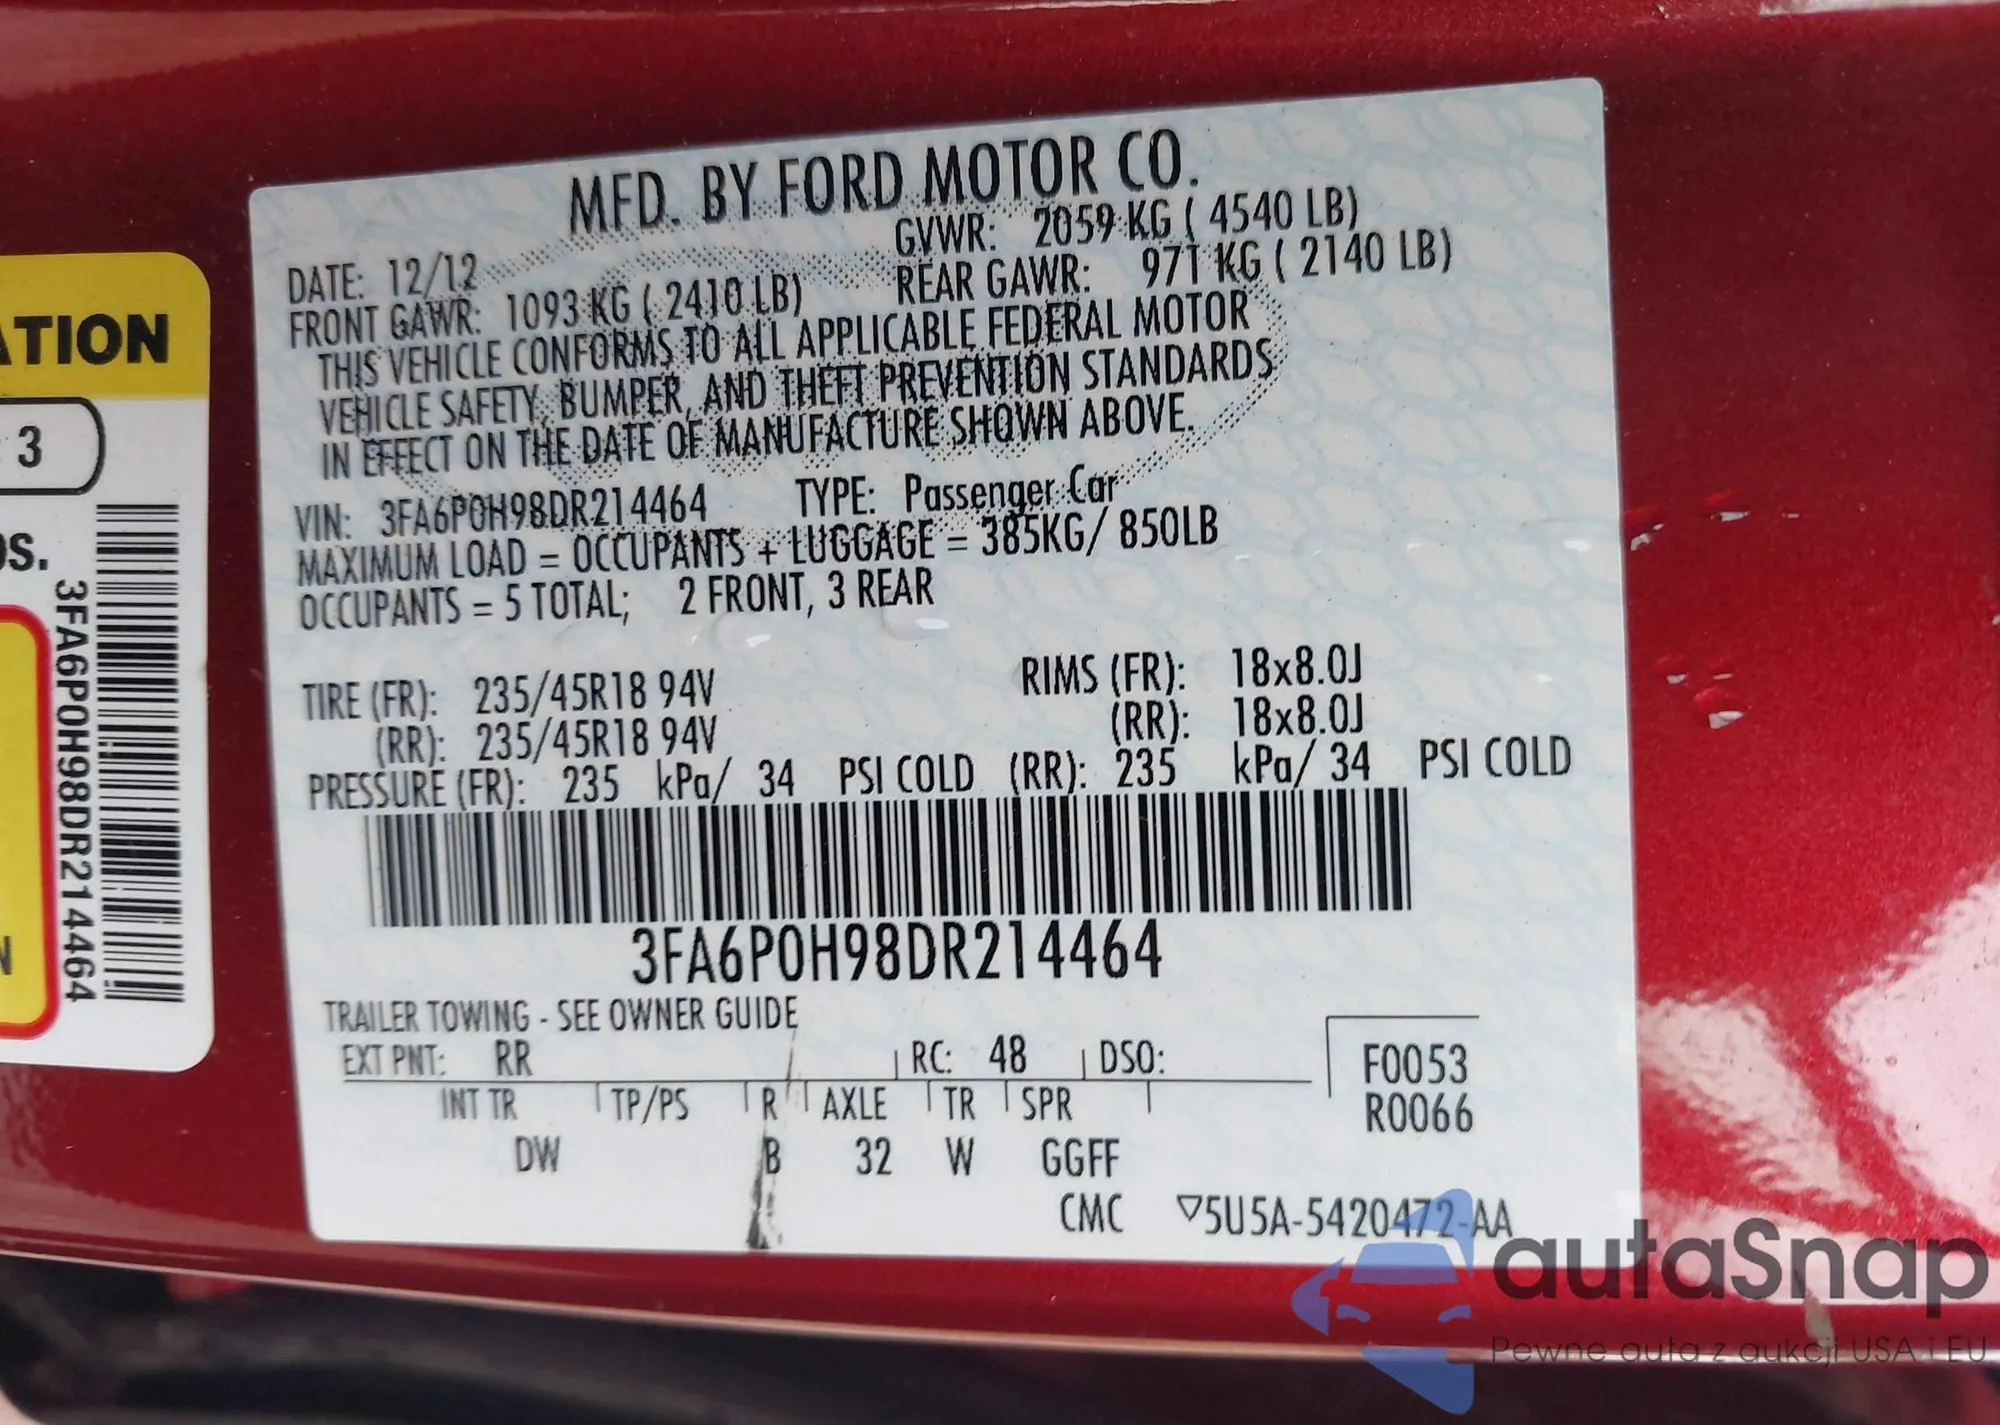 ATION
3
OS.
3FA6P0H98DR214464
N
MFD. BY FORD MOTOR CO.
DATE: 12/12 GVWR: 2059 KG ( 4540 LB)
FRONT GAWR: 1093 KG ( 2410 LB) REAR GAWR: 971 KG ( 2140 LB)
THIS VEHICLE CONFORMS TO ALL APPLICABLE FEDERAL MOTOR
VEHICLE SAFETY, BUMPER, AND THEFT PREVENTION STANDARDS
IN EFFECT ON THE DATE OF MANUFACTURE SHOWN ABOVE.
VIN: 3FA6P0H98DR214464 TYPE: Passenger Car
MAXIMUM LOAD = OCCUPANTS + LUGGAGE = 385KG/ 850LB
OCCUPANTS = 5 TOTAL; 2 FRONT, 3 REAR
TIRE (FR): 235/45R18 94V RIMS (FR): 18x8.0J
(RR): 235/45R18 94V (RR): 18x8.0J
PRESSURE (FR): 235 kPa/ 34 PSI COLD (RR): 235 kPa/ 34 PSI COLD
3FA6P0H98DR214464
TRAILER TOWING - SEE OWNER GUIDE
EXT PNT: RR RC: 48 DSO: F0053
INT TR TP/PS R AXLE TR SPR R0066
DW B 32 W GGFF
CMC ▽5U5A-5420472-AA
autaSnap
Pewne auta z aukcji USA i EU